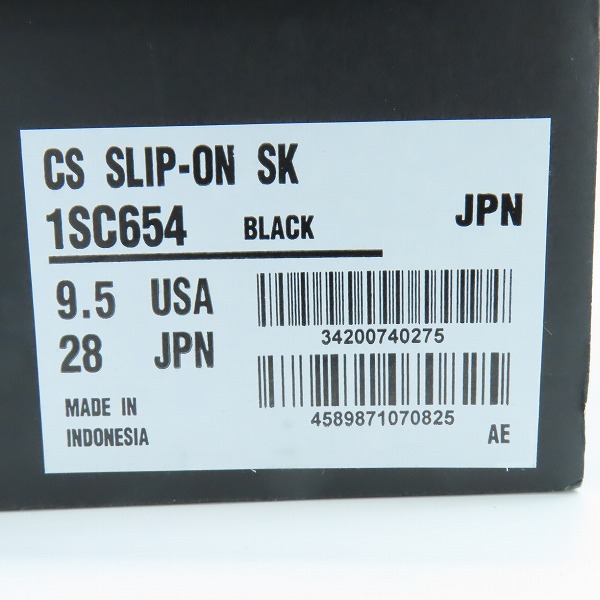 CS SLIP-ON SK
1SC654 BLACK JPN
9.5 USA
34200740275
28 JPN
4589871070825
MADE IN
INDONESIA
AE